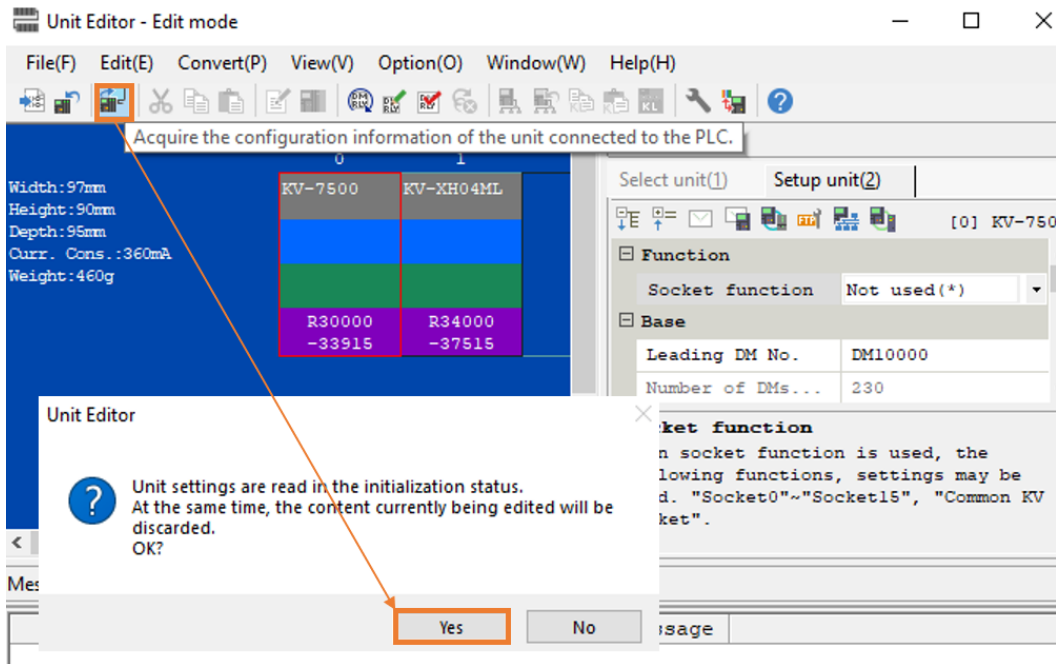 Unit Editor - Edit mode
File(F) Edit(E) Convert(P) View(V) Option(O) Window(W) Help(H)
Acquire the configuration information of the unit connected to the PLC.
0 1
Width:97mm
Height:90mm
Depth:95mm
Curr. Cons.:360mA
Weight:460g
KV-7500 KV-XH04ML
R30000 R34000
-33915 -37515
Select unit(1) Setup unit(2)
[0] KV-750
Function
Socket function Not used(*)
Base
Leading DM No. DM10000
Number of DMs... 230
ket function
n socket function is used, the
lowing functions, settings may be
d. "Socket0"~"Socket15", "Common KV
ket".
Unit Editor
Unit settings are read in the initialization status.
At the same time, the content currently being edited will be
discarded.
OK?
Yes No
Mes
ssage